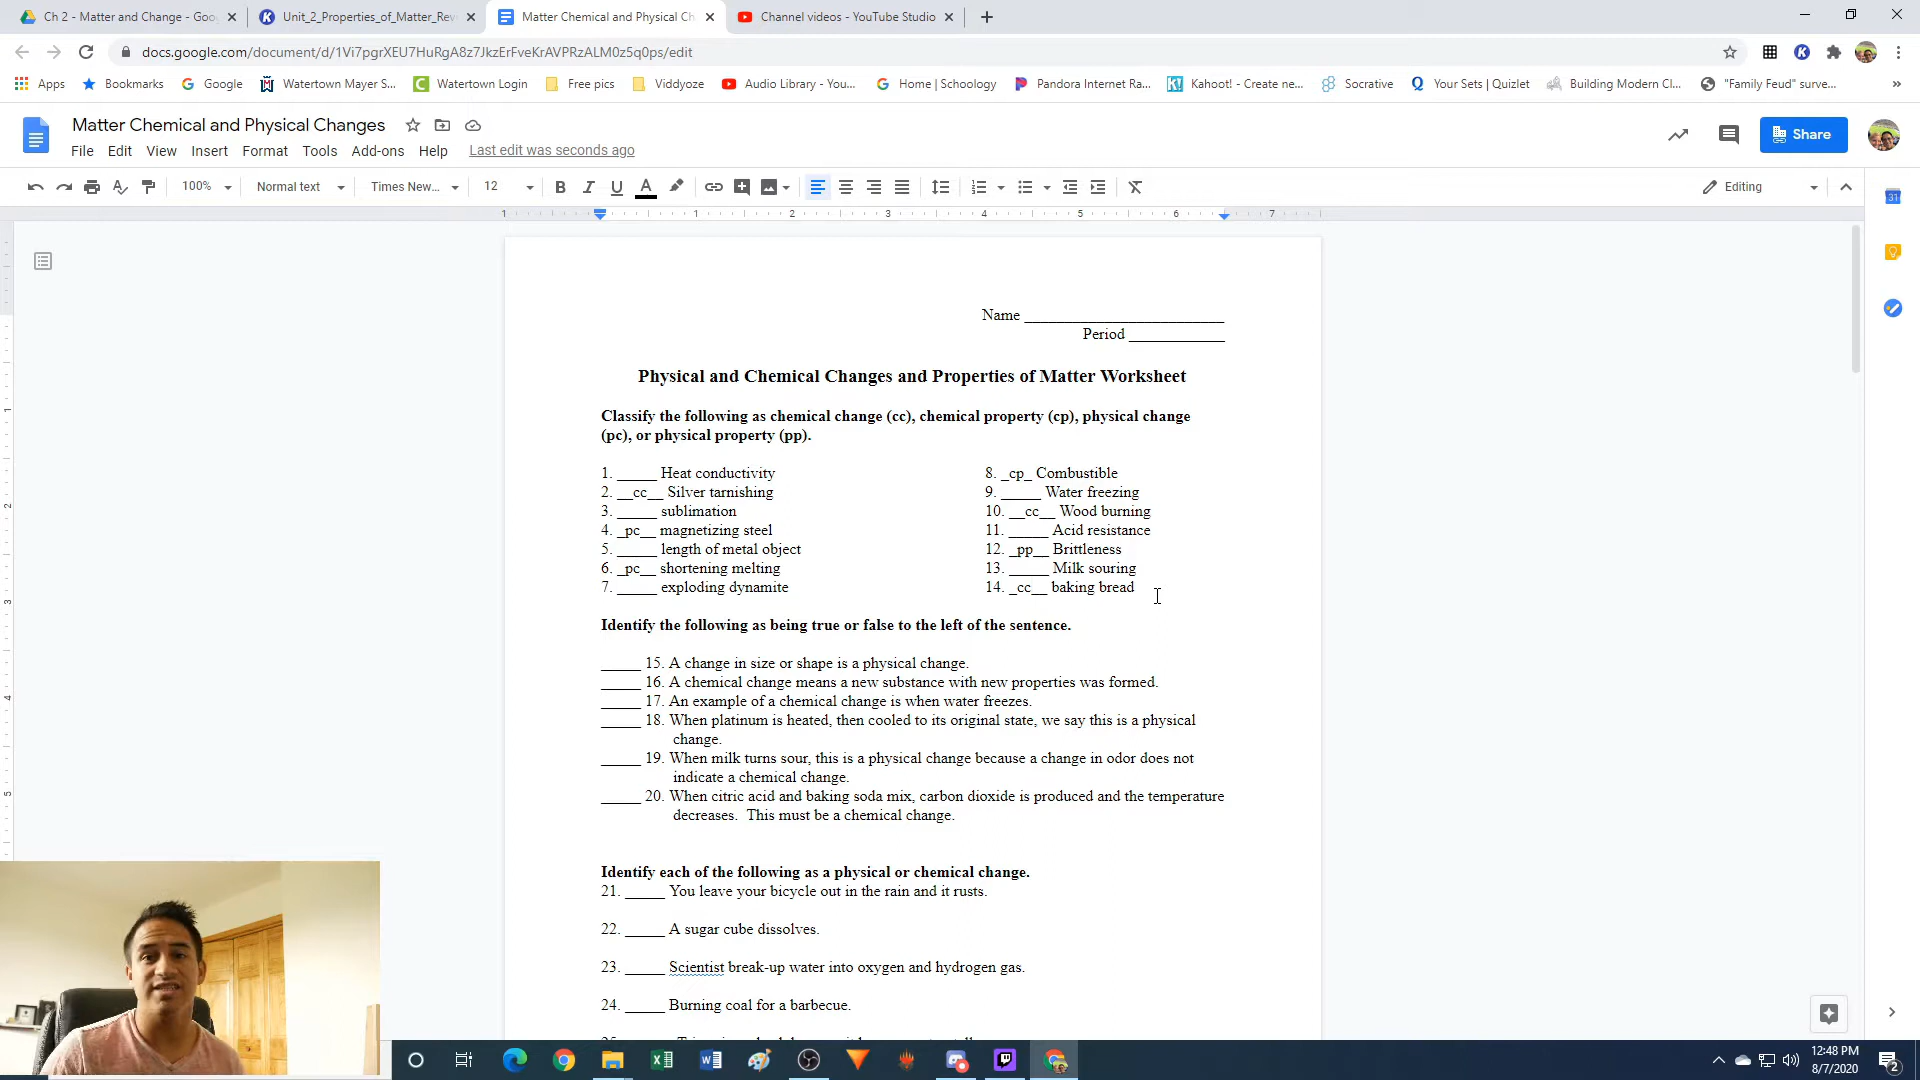 Ch 2 - Matter and Change - Goo
Unit_2_Properties_of_Matter_Rev
Matter Chemical and Physical Ch
Channel videos - YouTube Studio
docs.google.com/document/d/1Vi7pgrXEU7HuRgA8z7JkzErFveKrAVPRzALM0z5q0ps/edit
Apps
Bookmarks
Google
Watertown Mayer S...
Watertown Login
Free pics
Viddyoze
Audio Library - You...
Home | Schoology
Pandora Internet Ra...
Kahoot! - Create ne...
Socrative
Your Sets | Quizlet
Building Modern Cl...
"Family Feud" surve...
Matter Chemical and Physical Changes
File Edit View Insert Format Tools Add-ons Help Last edit was seconds ago
Share
100% Normal text Times New... 12 Editing
1 1 2 3 4 5 6 7
Name _________________________
Period ____________
Physical and Chemical Changes and Properties of Matter Worksheet
Classify the following as chemical change (cc), chemical property (cp), physical change
(pc), or physical property (pp).
1. _____ Heat conductivity
2. __cc__ Silver tarnishing
3. _____ sublimation
4. _pc__ magnetizing steel
5. _____ length of metal object
6. _pc__ shortening melting
7. _____ exploding dynamite
8. _cp_ Combustible
9. _____ Water freezing
10. __cc__ Wood burning
11. _____ Acid resistance
12. _pp__ Brittleness
13. _____ Milk souring
14. _cc__ baking bread
Identify the following as being true or false to the left of the sentence.
_____ 15. A change in size or shape is a physical change.
_____ 16. A chemical change means a new substance with new properties was formed.
_____ 17. An example of a chemical change is when water freezes.
_____ 18. When platinum is heated, then cooled to its original state, we say this is a physical
change.
_____ 19. When milk turns sour, this is a physical change because a change in odor does not
indicate a chemical change.
_____ 20. When citric acid and baking soda mix, carbon dioxide is produced and the temperature
decreases. This must be a chemical change.
Identify each of the following as a physical or chemical change.
21. _____ You leave your bicycle out in the rain and it rusts.
22. _____ A sugar cube dissolves.
23. _____ Scientist break-up water into oxygen and hydrogen gas.
24. _____ Burning coal for a barbecue.
12:48 PM
8/7/2020
2